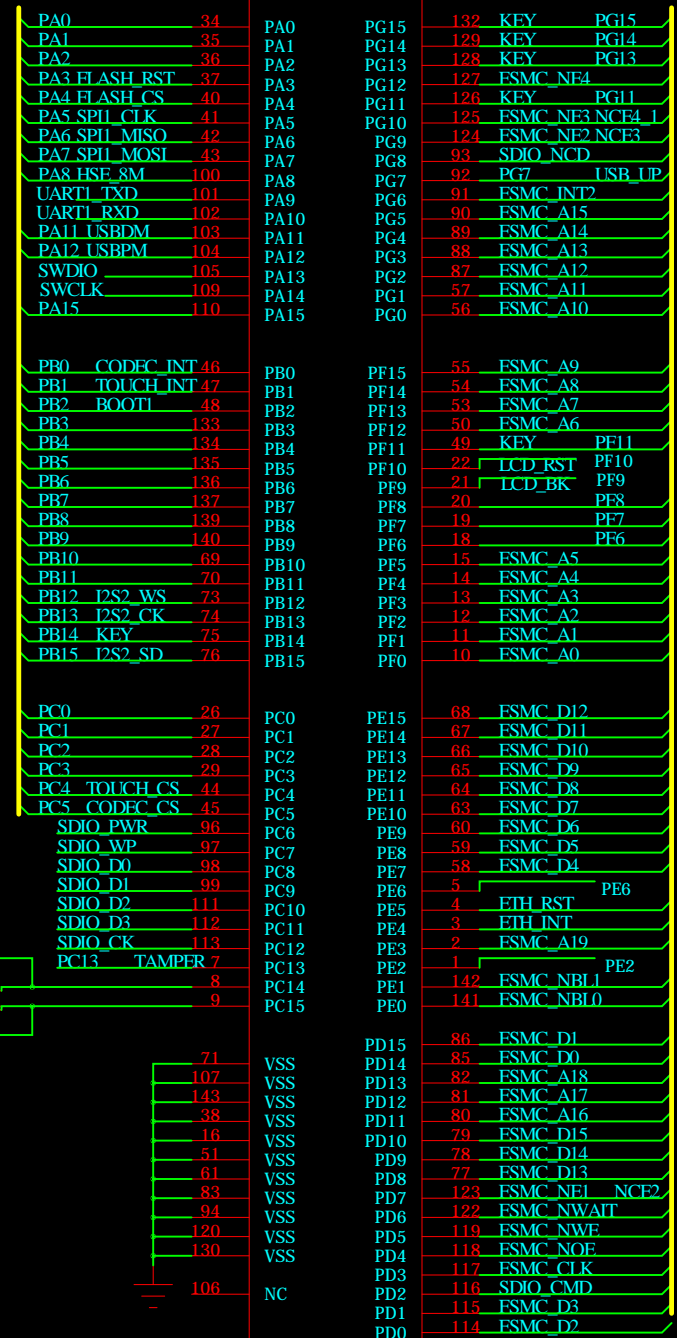 PA0 34 PA0
PA1 35 PA1
PA2 36 PA2
PA3 FLASH_RST 37 PA3
PA4 FLASH_CS 40 PA4
PA5 SPI1_CLK 41 PA5
PA6 SPI1_MISO 42 PA6
PA7 SPI1_MOSI 43 PA7
PA8 HSE_8M 100 PA8
UART1_TXD 101 PA9
UART1_RXD 102 PA10
PA11 USBDM 103 PA11
PA12 USBPM 104 PA12
SWDIO 105 PA13
SWCLK 109 PA14
PA15 110 PA15
PB0 CODEC_INT 46 PB0
PB1 TOUCH_INT 47 PB1
PB2 BOOT1 48 PB2
PB3 133 PB3
PB4 134 PB4
PB5 135 PB5
PB6 136 PB6
PB7 137 PB7
PB8 139 PB8
PB9 140 PB9
PB10 69 PB10
PB11 70 PB11
PB12 I2S2_WS 73 PB12
PB13 I2S2_CK 74 PB13
PB14 KEY 75 PB14
PB15 I2S2_SD 76 PB15
PC0 26 PC0
PC1 27 PC1
PC2 28 PC2
PC3 29 PC3
PC4 TOUCH_CS 44 PC4
PC5 CODEC_CS 45 PC5
SDIO_PWR 96 PC6
SDIO_WP 97 PC7
SDIO_D0 98 PC8
SDIO_D1 99 PC9
SDIO_D2 111 PC10
SDIO_D3 112 PC11
SDIO_CK 113 PC12
PC13 TAMPER 7 PC13
8 PC14
9 PC15
71 VSS
107 VSS
143 VSS
38 VSS
16 VSS
51 VSS
61 VSS
83 VSS
94 VSS
120 VSS
130 VSS
106 NC
PG15 132 KEY PG15
PG14 129 KEY PG14
PG13 128 KEY PG13
PG12 127 FSMC_NE4
PG11 126 KEY PG11
PG10 125 FSMC_NE3 NCE4_1
PG9 124 FSMC_NE2 NCE3
PG8 93 SDIO_NCD
PG7 92 PG7 USB_UP
PG6 91 FSMC_INT2
PG5 90 FSMC_A15
PG4 89 FSMC_A14
PG3 88 FSMC_A13
PG2 87 FSMC_A12
PG1 57 FSMC_A11
PG0 56 FSMC_A10
PF15 55 FSMC_A9
PF14 54 FSMC_A8
PF13 53 FSMC_A7
PF12 50 FSMC_A6
PF11 49 KEY PF11
PF10 22 LCD_RST PF10
PF9 21 LCD_BK PF9
PF8 20 PF8
PF7 19 PF7
PF6 18 PF6
PF5 15 FSMC_A5
PF4 14 FSMC_A4
PF3 13 FSMC_A3
PF2 12 FSMC_A2
PF1 11 FSMC_A1
PF0 10 FSMC_A0
PE15 68 FSMC_D12
PE14 67 FSMC_D11
PE13 66 FSMC_D10
PE12 65 FSMC_D9
PE11 64 FSMC_D8
PE10 63 FSMC_D7
PE9 60 FSMC_D6
PE8 59 FSMC_D5
PE7 58 FSMC_D4
PE6 5 PE6
PE5 4 ETH_RST
PE4 3 ETH_INT
PE3 2 FSMC_A19
PE2 1 PE2
PE1 142 FSMC_NBL1
PE0 141 FSMC_NBL0
PD15 86 FSMC_D1
PD14 85 FSMC_D0
PD13 82 FSMC_A18
PD12 81 FSMC_A17
PD11 80 FSMC_A16
PD10 79 FSMC_D15
PD9 78 FSMC_D14
PD8 77 FSMC_D13
PD7 123 FSMC_NE1 NCE2
PD6 122 FSMC_NWAIT
PD5 119 FSMC_NWE
PD4 118 FSMC_NOE
PD3 117 FSMC_CLK
PD2 116 SDIO_CMD
PD1 115 FSMC_D3
PD0 114 FSMC_D2